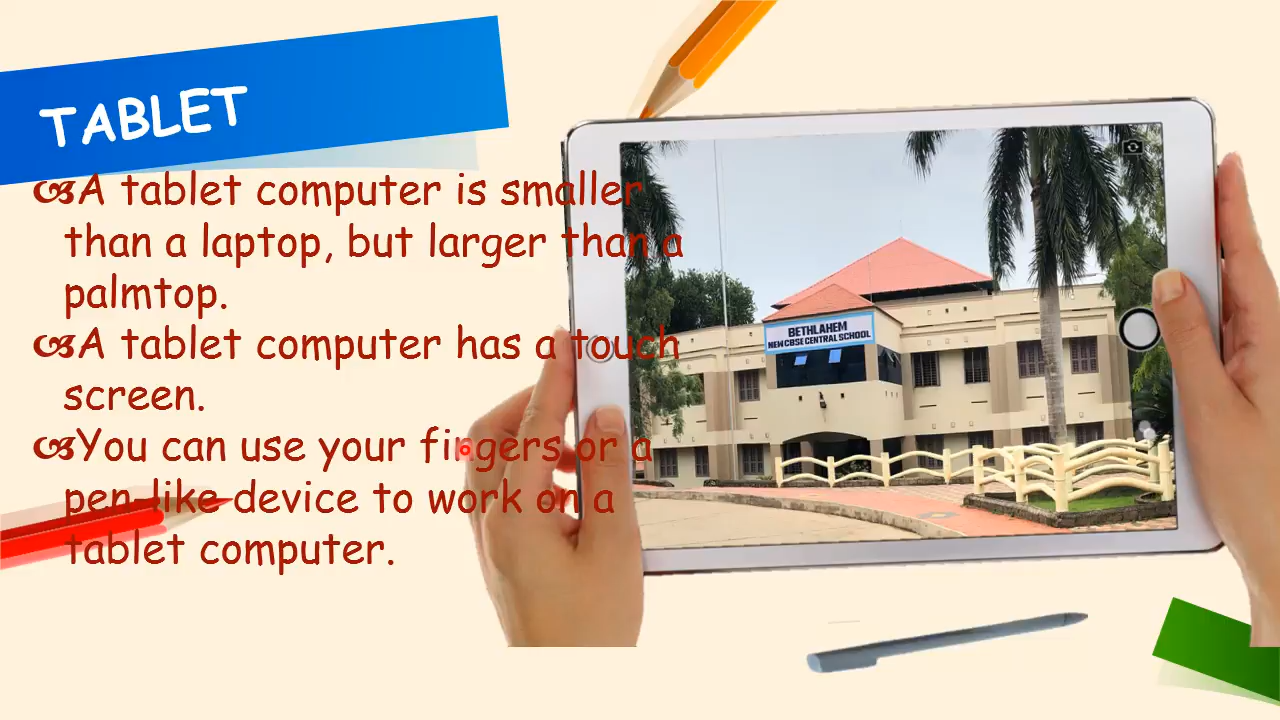 TABLET
A tablet computer is smaller
than a laptop, but larger than a
palmtop.
A tablet computer has a touch
screen.
You can use your fingers or a
pen-like device to work on a
tablet computer.
BETHLAHEM
NEW CBSE CENTRAL SCHOOL